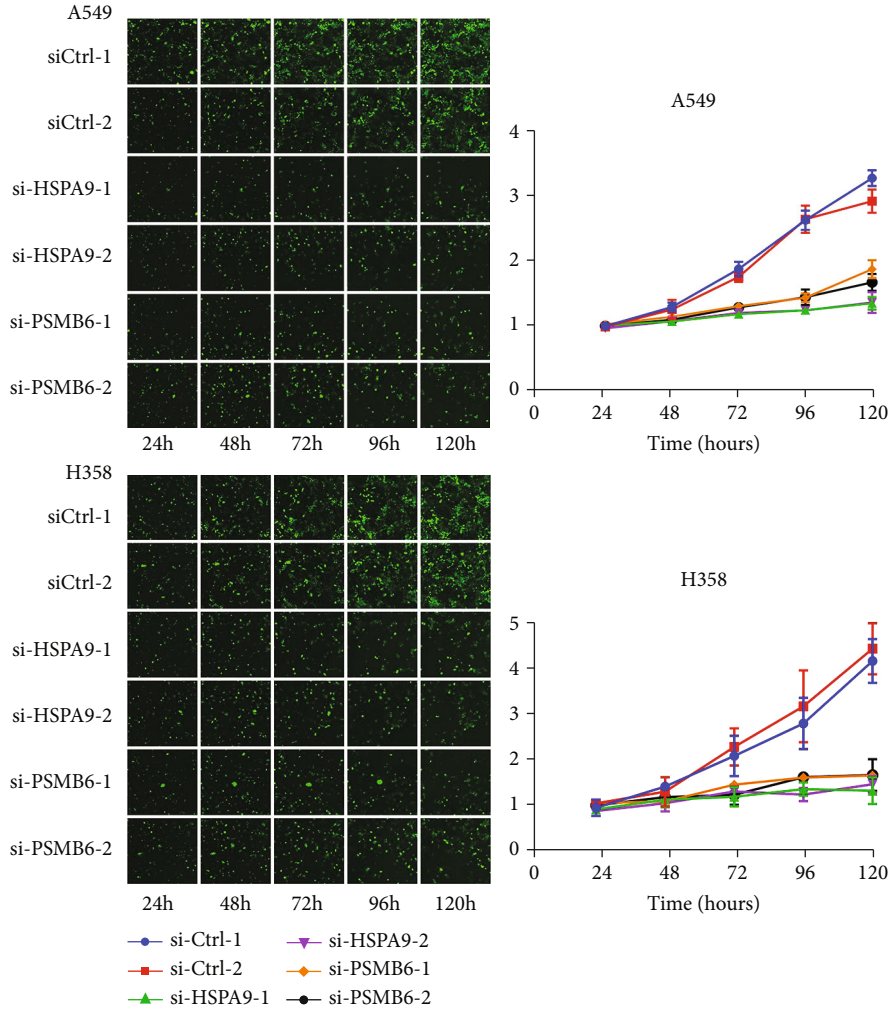 A549
siCtrl-1
siCtrl-2
si-HSPA9-1
si-HSPA9-2
si-PSMB6-1
si-PSMB6-2
24h 48h 72h 96h 120h
A549
4
3
2
1
0
0 24 48 72 96 120
Time (hours)
H358
siCtrl-1
siCtrl-2
si-HSPA9-1
si-HSPA9-2
si-PSMB6-1
si-PSMB6-2
24h 48h 72h 96h 120h
H358
5
4
3
2
1
0
0 24 48 72 96 120
Time (hours)
si-Ctrl-1 si-HSPA9-2
si-Ctrl-2 si-PSMB6-1
si-HSPA9-1 si-PSMB6-2